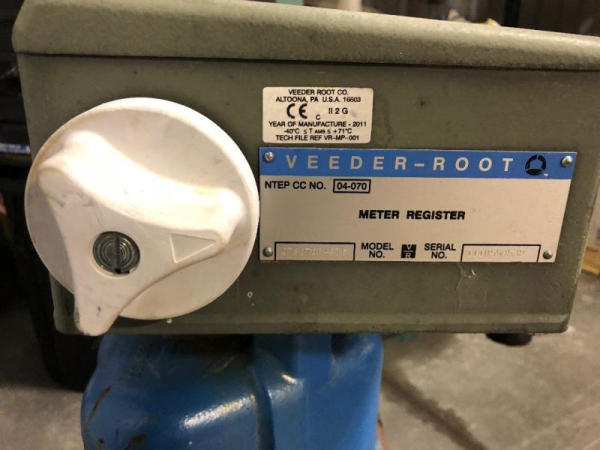 VEEDER ROOT CO.
ALTOONA, PA U.S.A. 16603
CE C II 2 G
YEAR OF MANUFACTURE - 2011
-40°C ≤ T AMB ≤ +71°C
TECH FILE REF VR-MP-001
VEEDER-ROOT
NTEP CC NO. 04-070
METER REGISTER
MODEL NO. V R SERIAL NO.